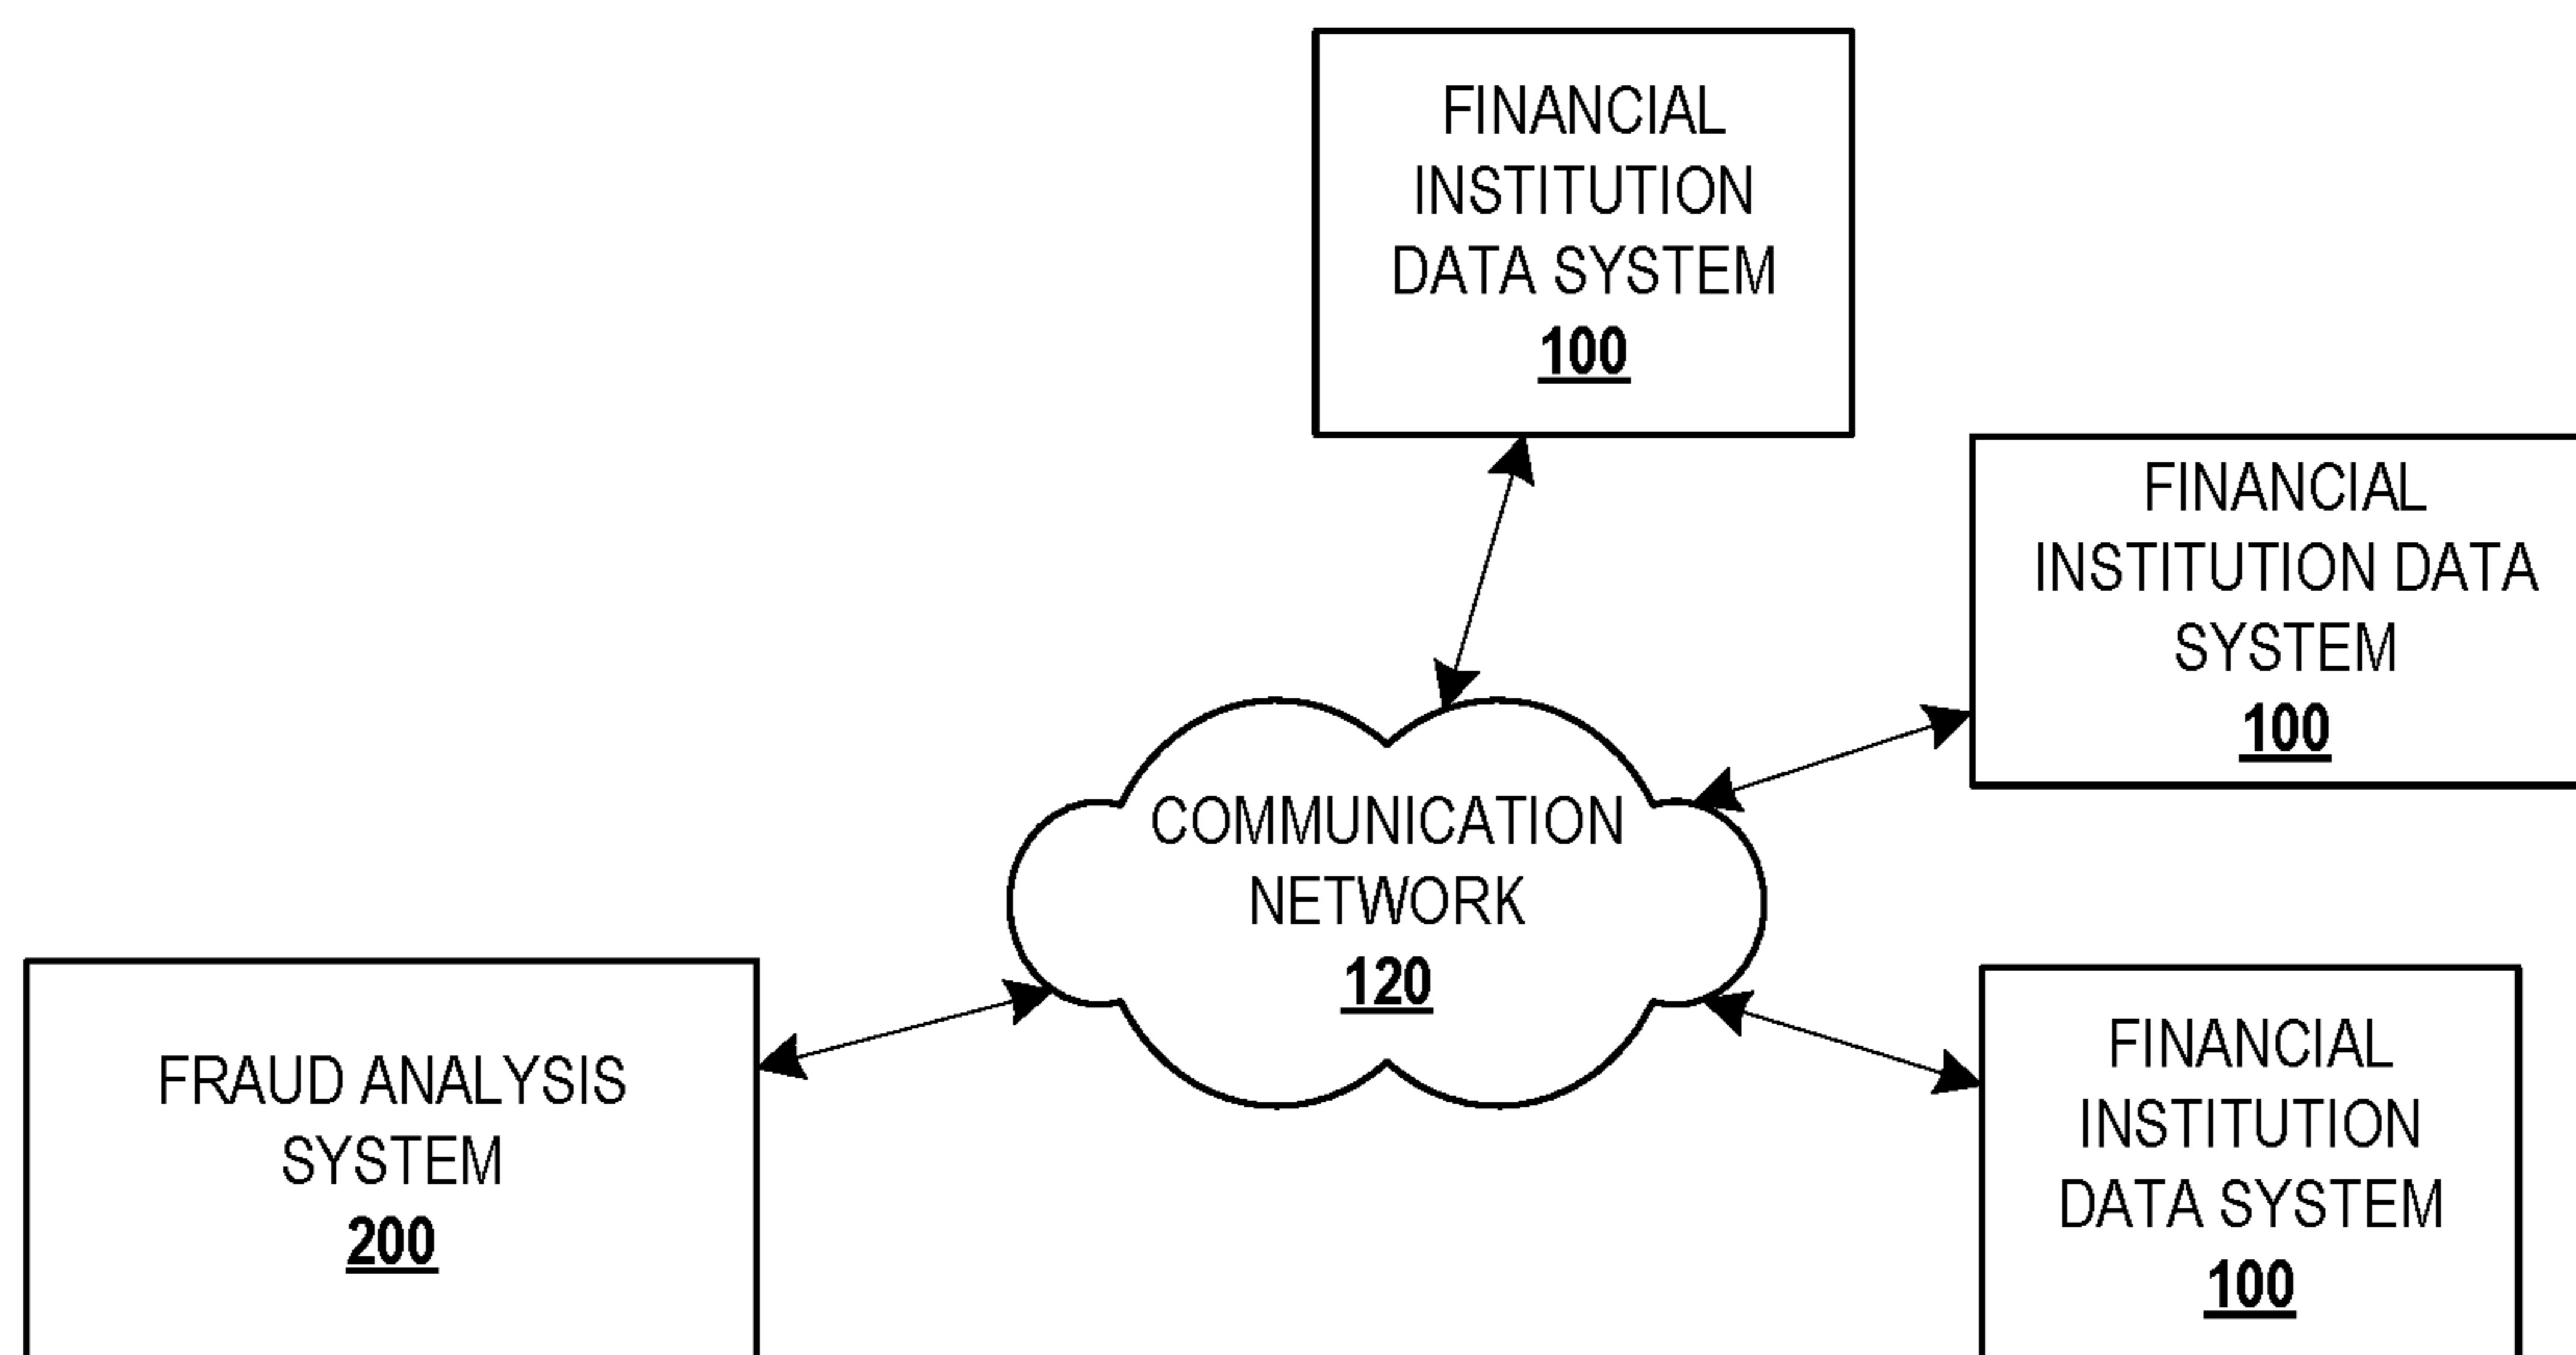 FINANCIAL
INSTITUTION
DATA SYSTEM
100
FINANCIAL
INSTITUTION DATA
SYSTEM
100
COMMUNICATION
NETWORK
120
FRAUD ANALYSIS
SYSTEM
200
FINANCIAL
INSTITUTION
DATA SYSTEM
100